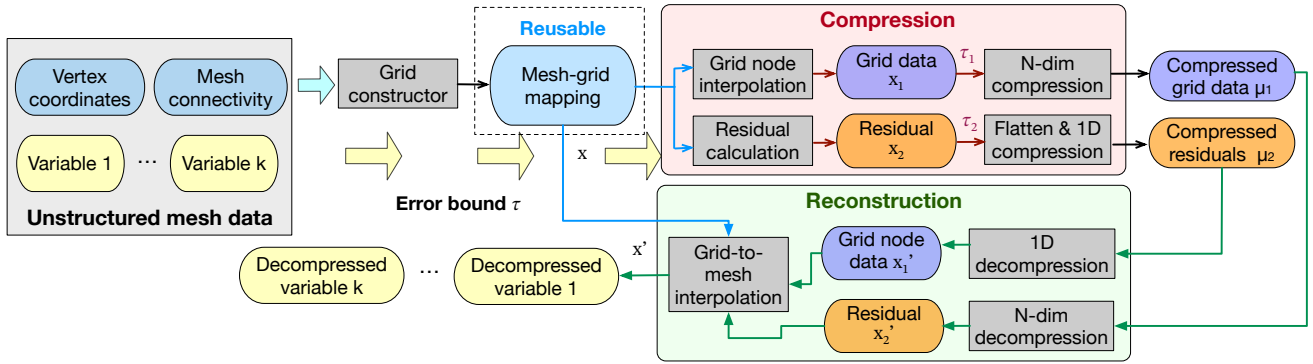 Reusable
Compression
Vertex
coordinates
Mesh
connectivity
Variable 1
...
Variable k
Unstructured mesh data
Grid
constructor
Mesh-grid
mapping
x
Error bound τ
Grid node
interpolation
Grid data
x₁
τ₁
N-dim
compression
Compressed
grid data μ₁
Residual
calculation
Residual
x₂
τ₂
Flatten & 1D
compression
Compressed
residuals μ₂
Reconstruction
Decompressed
variable k
...
Decompressed
variable 1
x'
Grid-to-
mesh
interpolation
Grid node
data x₁'
1D
decompression
Residual
x₂'
N-dim
decompression